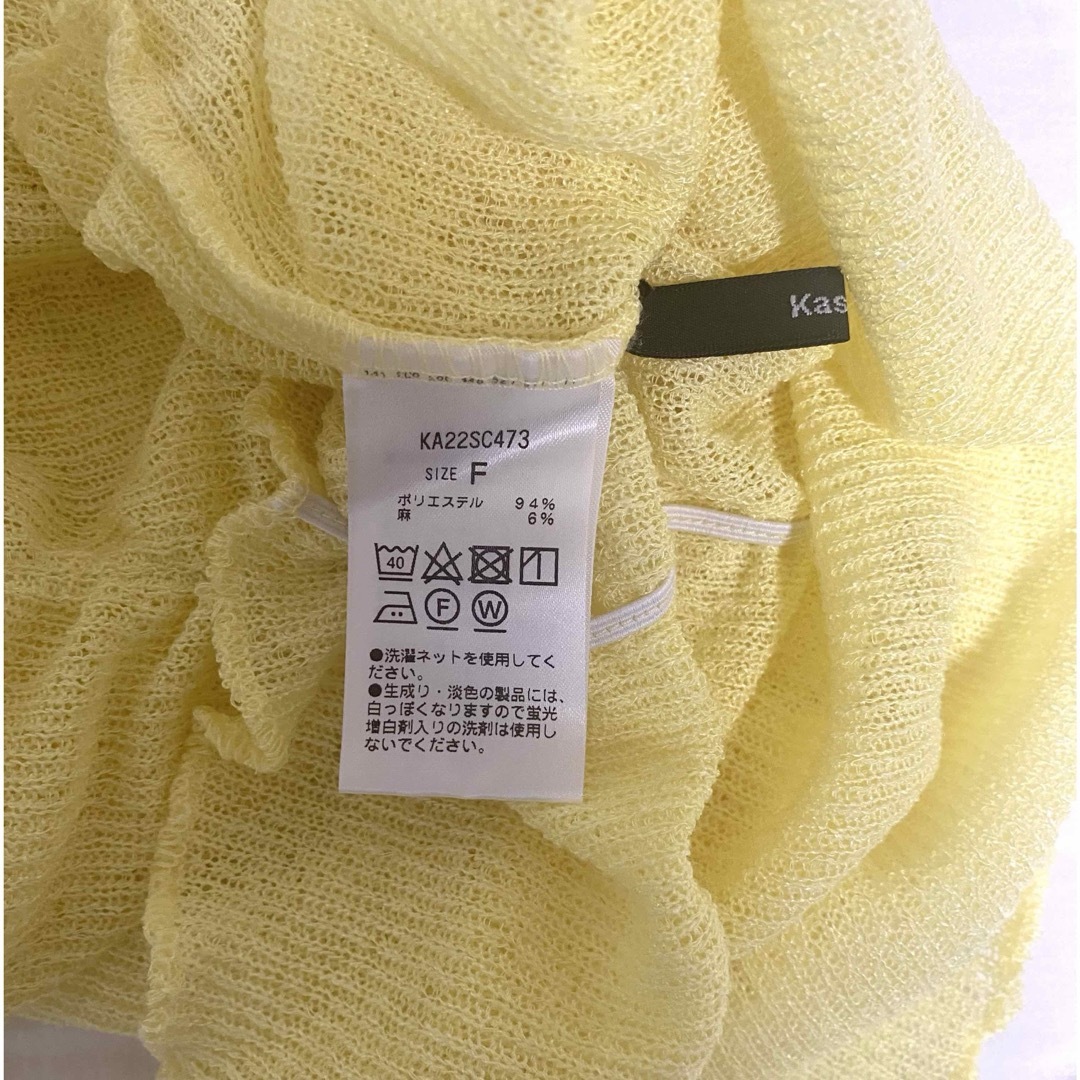 Kas
KA22SC473
SIZE F
ポリエステル 94%
麻 6%
40
F W
●洗濯ネットを使用してく
ださい。
●生成り・淡色の製品には、
白っぽくなりますので蛍光
増白剤入りの洗剤は使用し
ないでください。